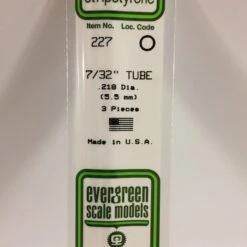 styrene
Item No. Loc. Code
227
7/32" TUBE
.218 Dia.
(5.5 mm)
3 Pieces
Made in U.S.A.
evergreen
scale models